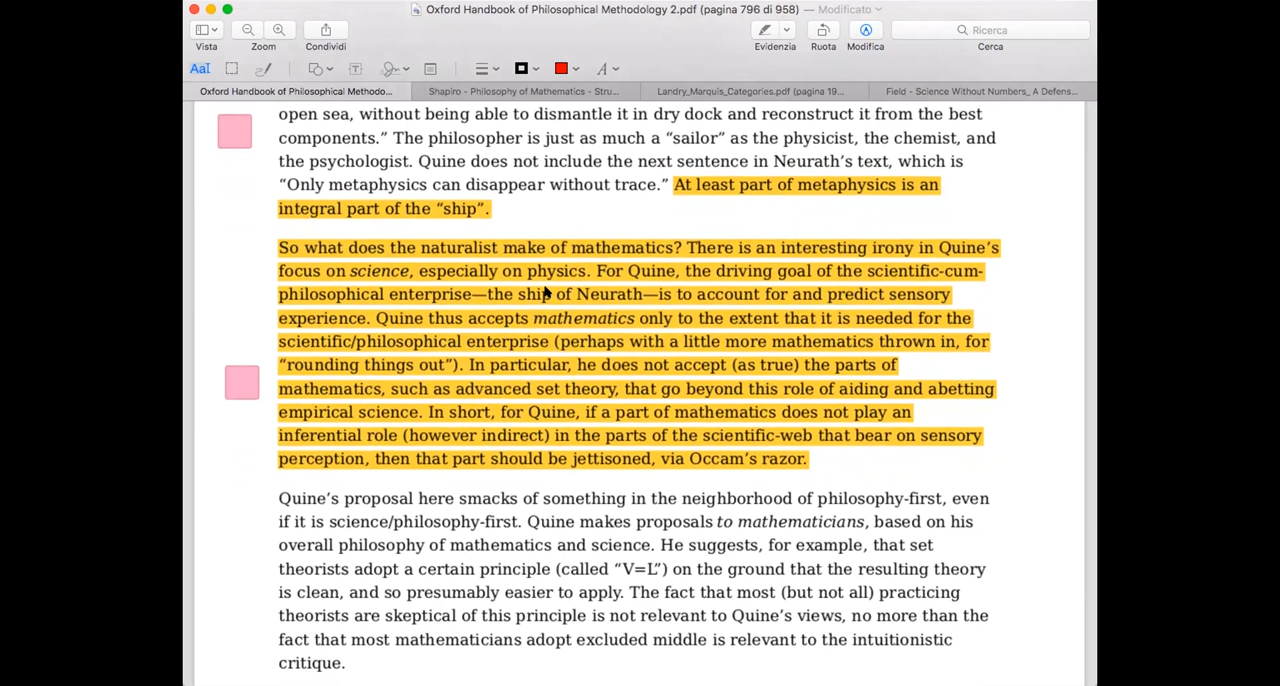 Oxford Handbook of Philosophical Methodology 2.pdf (pagina 796 di 958) — Modificato
Vista
Zoom
Condividi
Evidenzia
Ruota
Modifica
Ricerca
Cerca
AaI
T
A
Oxford Handbook of Philosophical Methodo...
Shapiro - Philosophy of Mathematics - Stru...
Landry_Marquis_Categories.pdf (pagina 19...
Field - Science Without Numbers_ A Defens...
open sea, without being able to dismantle it in dry dock and reconstruct it from the best
components.” The philosopher is just as much a “sailor” as the physicist, the chemist, and
the psychologist. Quine does not include the next sentence in Neurath’s text, which is
“Only metaphysics can disappear without trace.” At least part of metaphysics is an
integral part of the “ship”.
So what does the naturalist make of mathematics? There is an interesting irony in Quine’s
focus on science, especially on physics. For Quine, the driving goal of the scientific-cum-
philosophical enterprise—the ship of Neurath—is to account for and predict sensory
experience. Quine thus accepts mathematics only to the extent that it is needed for the
scientific/philosophical enterprise (perhaps with a little more mathematics thrown in, for
“rounding things out”). In particular, he does not accept (as true) the parts of
mathematics, such as advanced set theory, that go beyond this role of aiding and abetting
empirical science. In short, for Quine, if a part of mathematics does not play an
inferential role (however indirect) in the parts of the scientific-web that bear on sensory
perception, then that part should be jettisoned, via Occam’s razor.
Quine’s proposal here smacks of something in the neighborhood of philosophy-first, even
if it is science/philosophy-first. Quine makes proposals to mathematicians, based on his
overall philosophy of mathematics and science. He suggests, for example, that set
theorists adopt a certain principle (called “V=L”) on the ground that the resulting theory
is clean, and so presumably easier to apply. The fact that most (but not all) practicing
theorists are skeptical of this principle is not relevant to Quine’s views, no more than the
fact that most mathematicians adopt excluded middle is relevant to the intuitionistic
critique.